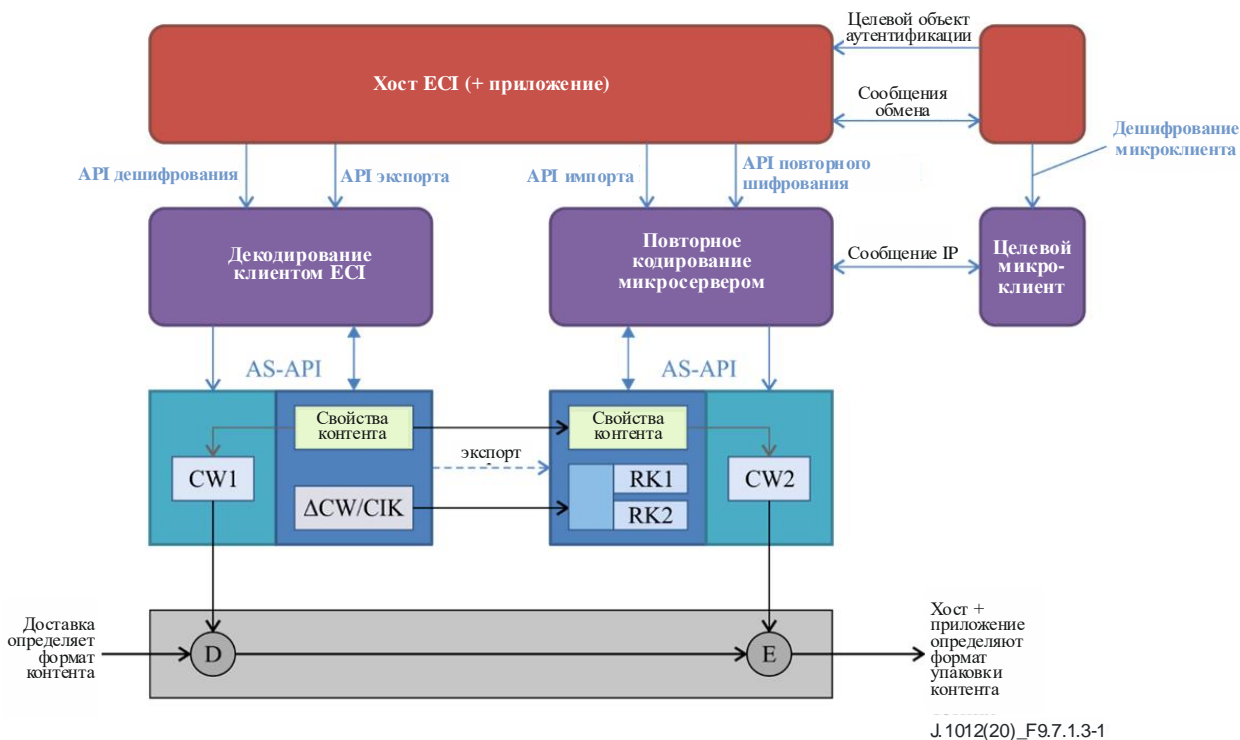 Целевой объект
аутентификации
Хост ECI (+ приложение)
Сообщения
обмена
Дешифрование
микроклиента
API дешифрования
API экспорта
API импорта
API повторного
шифрования
Декодирование
клиентом ECI
Повторное
кодирование
микросервером
Сообщение IP
Целевой
микро-
клиент
AS-API
AS-API
Свойства
контента
Свойства
контента
экспорт
CW1
ΔCW/CIK
RK1
RK2
CW2
Доставка
определяет
формат
контента
D
E
Хост +
приложение
определяют
формат
упаковки
контента
J.1012(20)_F9.7.1.3-1